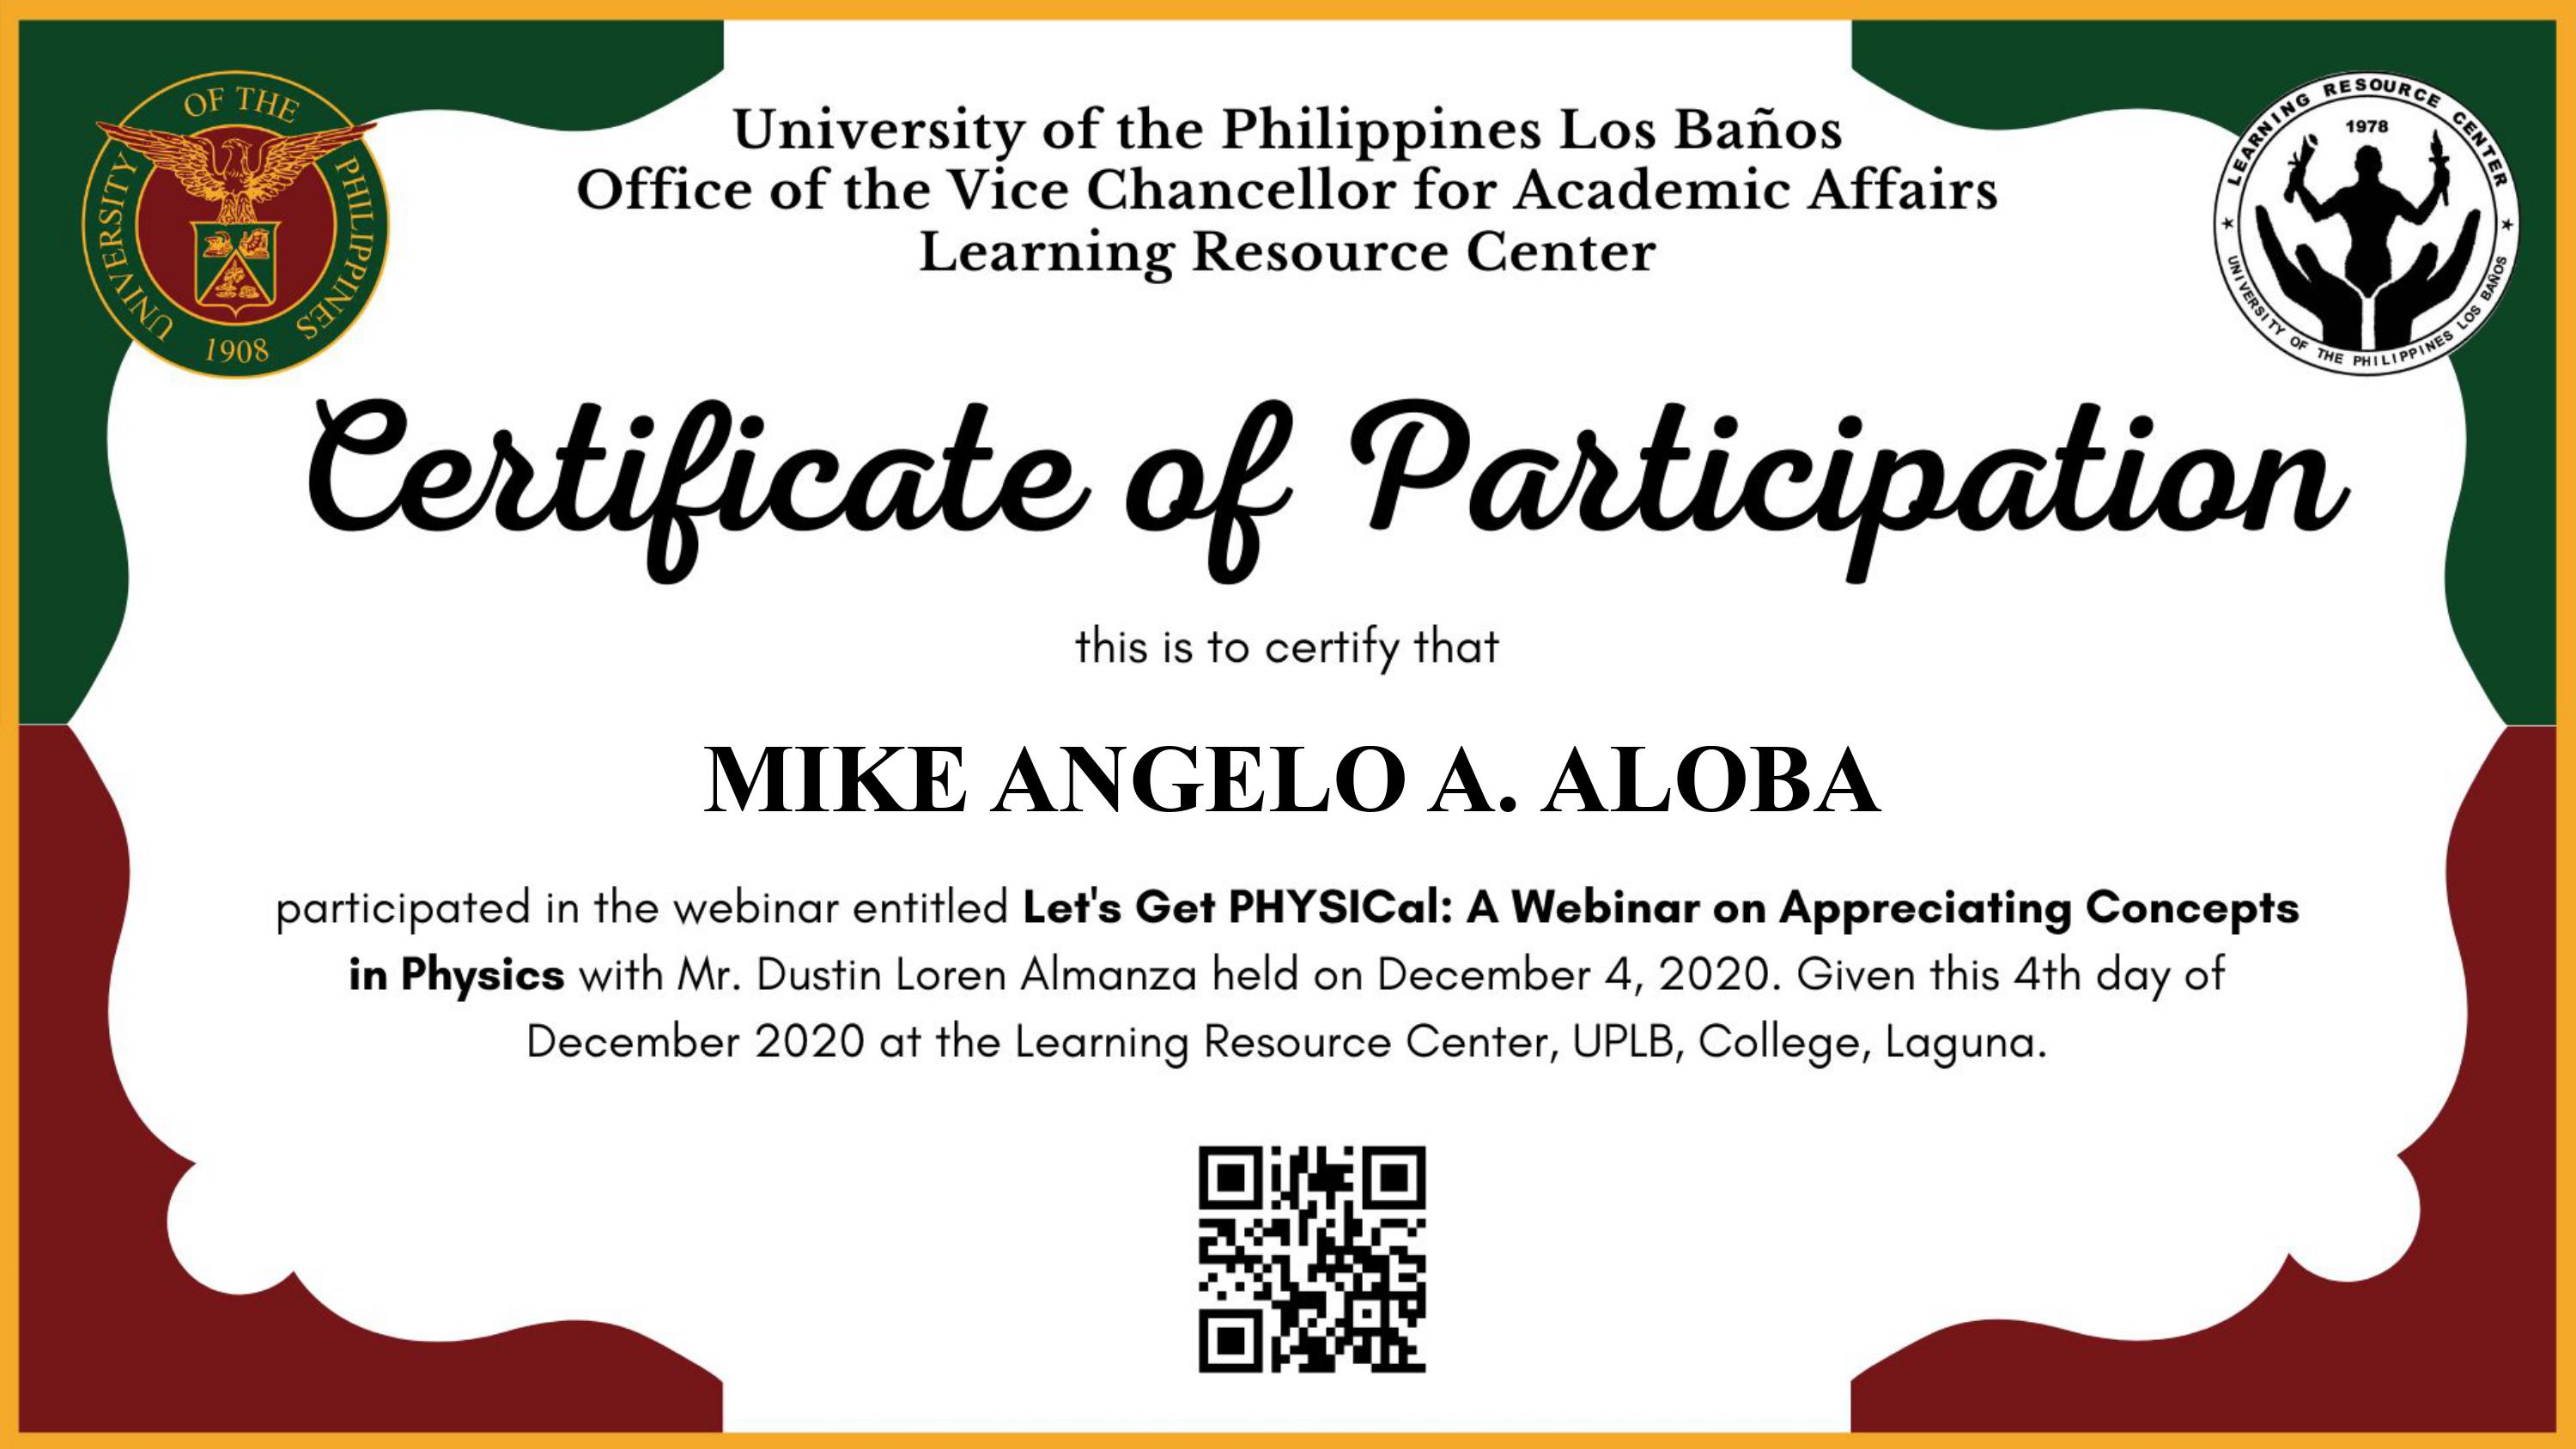 UNIVERSITY OF THE PHILIPPINES
1908
University of the Philippines Los Baños
Office of the Vice Chancellor for Academic Affairs
Learning Resource Center
LEARNING RESOURCE CENTER
1978
★ UNIVERSITY OF THE PHILIPPINES LOS BAÑOS ★
Certificate of Participation
this is to certify that
MIKE ANGELO A. ALOBA
participated in the webinar entitled Let's Get PHYSICal: A Webinar on Appreciating Concepts
in Physics with Mr. Dustin Loren Almanza held on December 4, 2020. Given this 4th day of
December 2020 at the Learning Resource Center, UPLB, College, Laguna.